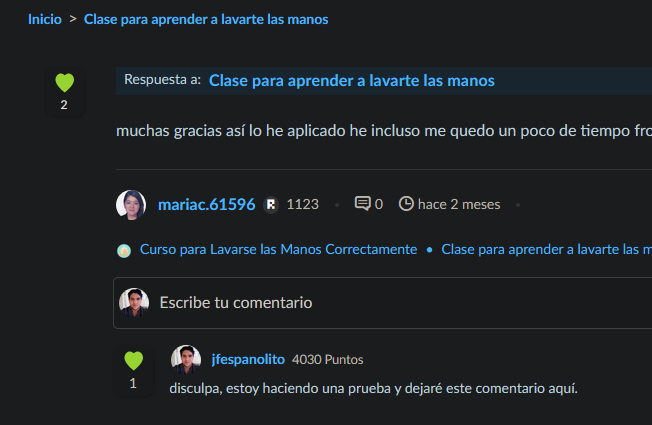 Inicio > Clase para aprender a lavarte las manos
Respuesta a: Clase para aprender a lavarte las manos
2
muchas gracias así lo he aplicado he incluso me quedo un poco de tiempo fro
mariac.61596 1123 • 0 hace 2 meses •
Curso para Lavarse las Manos Correctamente • Clase para aprender a lavarte las m
Escribe tu comentario
jfespanolito 4030 Puntos
1
disculpa, estoy haciendo una prueba y dejaré este comentario aquí.